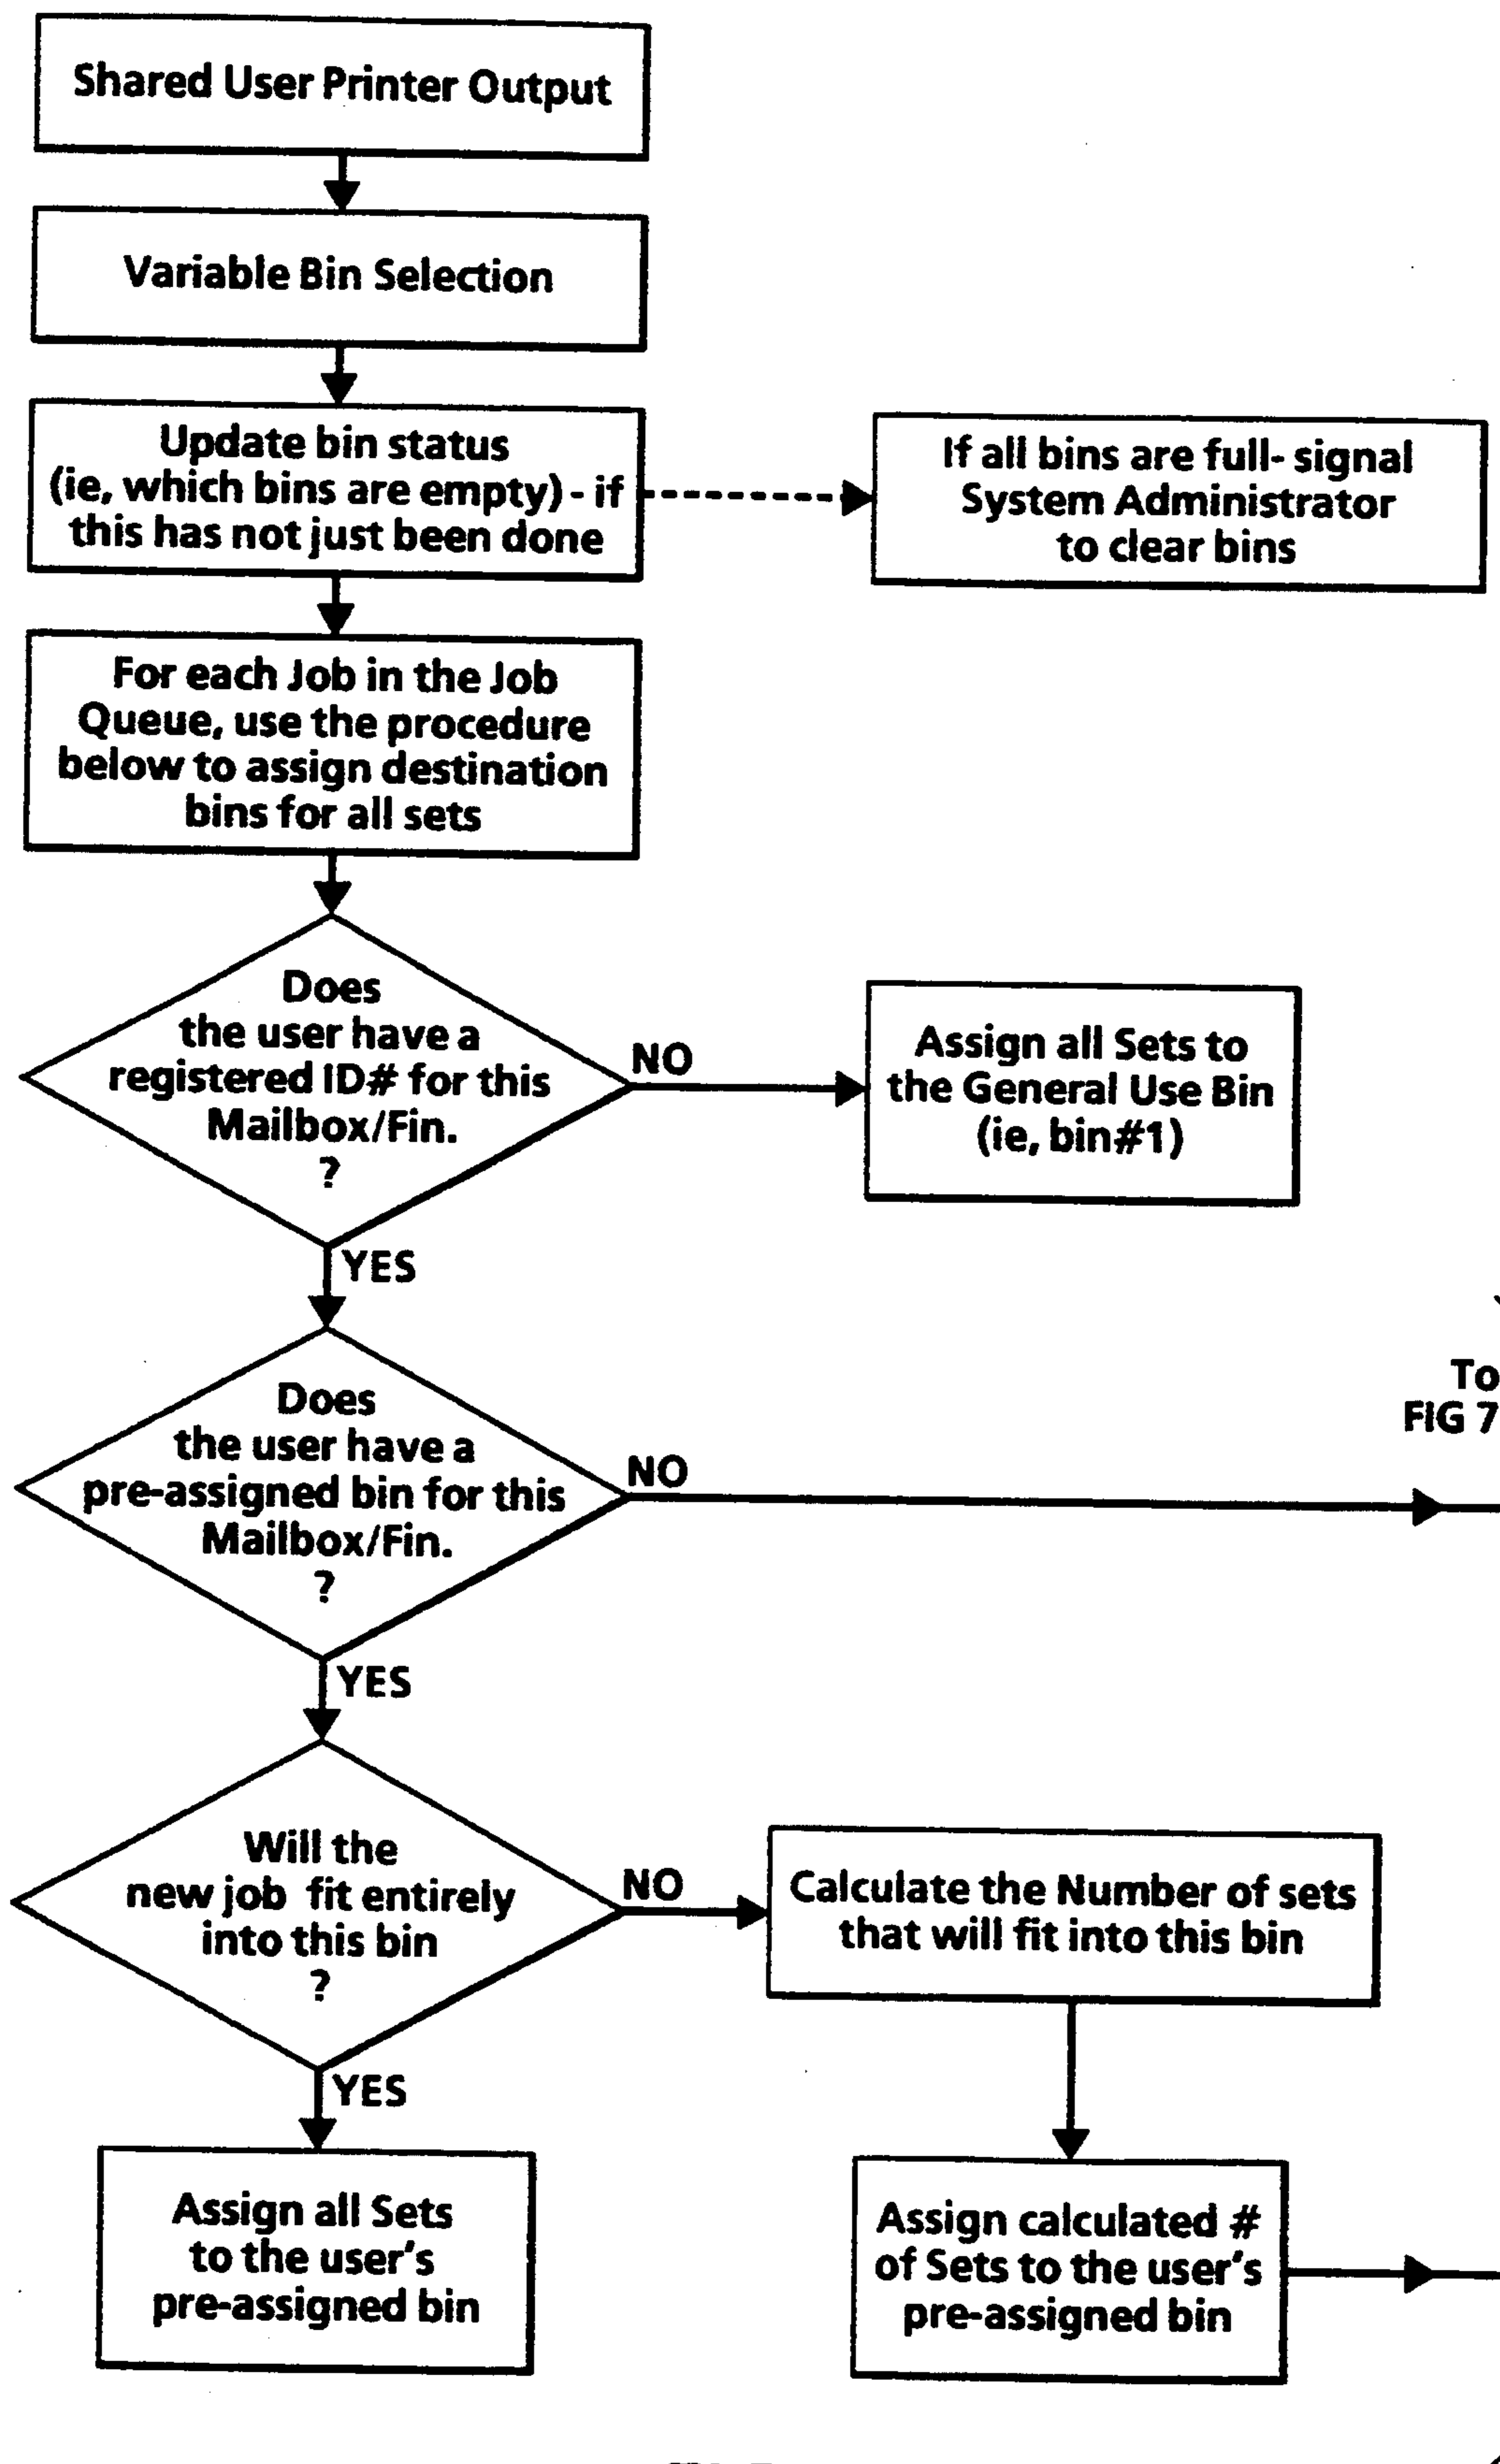 Shared User Printer Output
Variable Bin Selection
Update bin status
(ie, which bins are empty) - if
this has not just been done
If all bins are full- signal
System Administrator
to clear bins
For each Job in the Job
Queue, use the procedure
below to assign destination
bins for all sets
Does
the user have a
registered ID# for this
Mailbox/Fin.
?
NO
Assign all Sets to
the General Use Bin
(ie, bin#1)
YES
Does
the user have a
pre-assigned bin for this
Mailbox/Fin.
?
NO
To
FIG 7
YES
Will the
new job fit entirely
into this bin
?
NO
Calculate the Number of sets
that will fit into this bin
YES
Assign all Sets
to the user's
pre-assigned bin
Assign calculated #
of Sets to the user's
pre-assigned bin